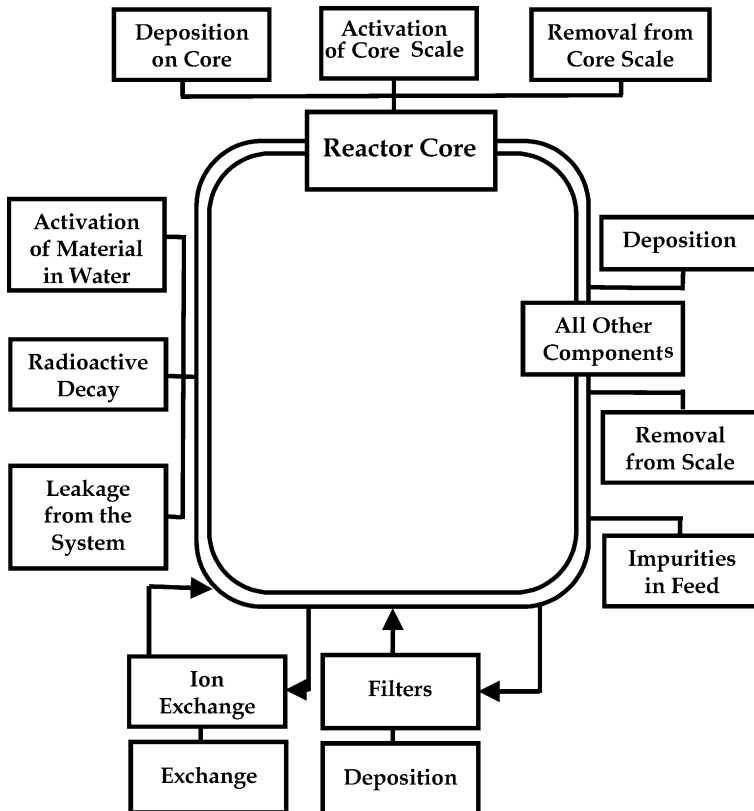 Deposition
on Core
Activation
of Core Scale
Removal from
Core Scale
Reactor Core
Activation
of Material
in Water
Deposition
All Other
Components
Radioactive
Decay
Removal
from Scale
Leakage
from the
System
Impurities
in Feed
Ion
Exchange
Filters
Exchange
Deposition